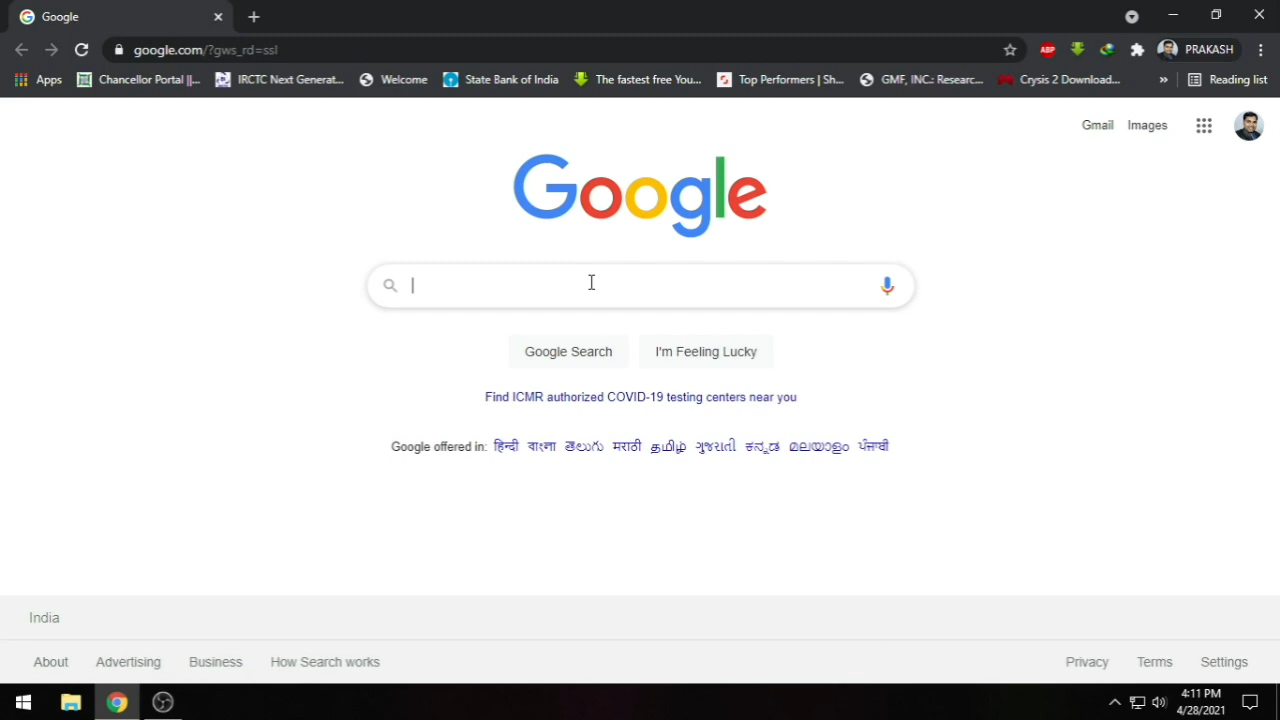 Google
google.com/?gws_rd=ssl
ABP
PRAKASH
Apps Chancellor Portal ||... IRCTC Next Generat... Welcome State Bank of India The fastest free You... Top Performers | Sh... GMF, INC.: Researc... Crysis 2 Download... » Reading list
Gmail Images
Google
Google Search I'm Feeling Lucky
Find ICMR authorized COVID-19 testing centers near you
Google offered in: हिन्दी বাংলা తెలుగు मराठी தமிழ் ગુજરાતી ಕನ್ನಡ മലയാളം ਪੰਜਾਬੀ
India
About Advertising Business How Search works Privacy Terms Settings
4:11 PM
4/28/2021